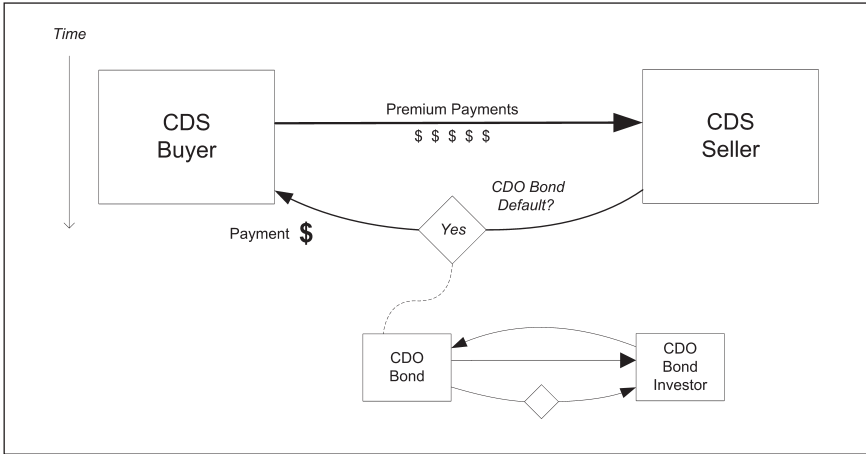 Time
CDS
Buyer
Premium Payments
$ $ $ $ $
CDS
Seller
CDO Bond
Default?
Yes
Payment $
CDO
Bond
CDO
Bond
Investor